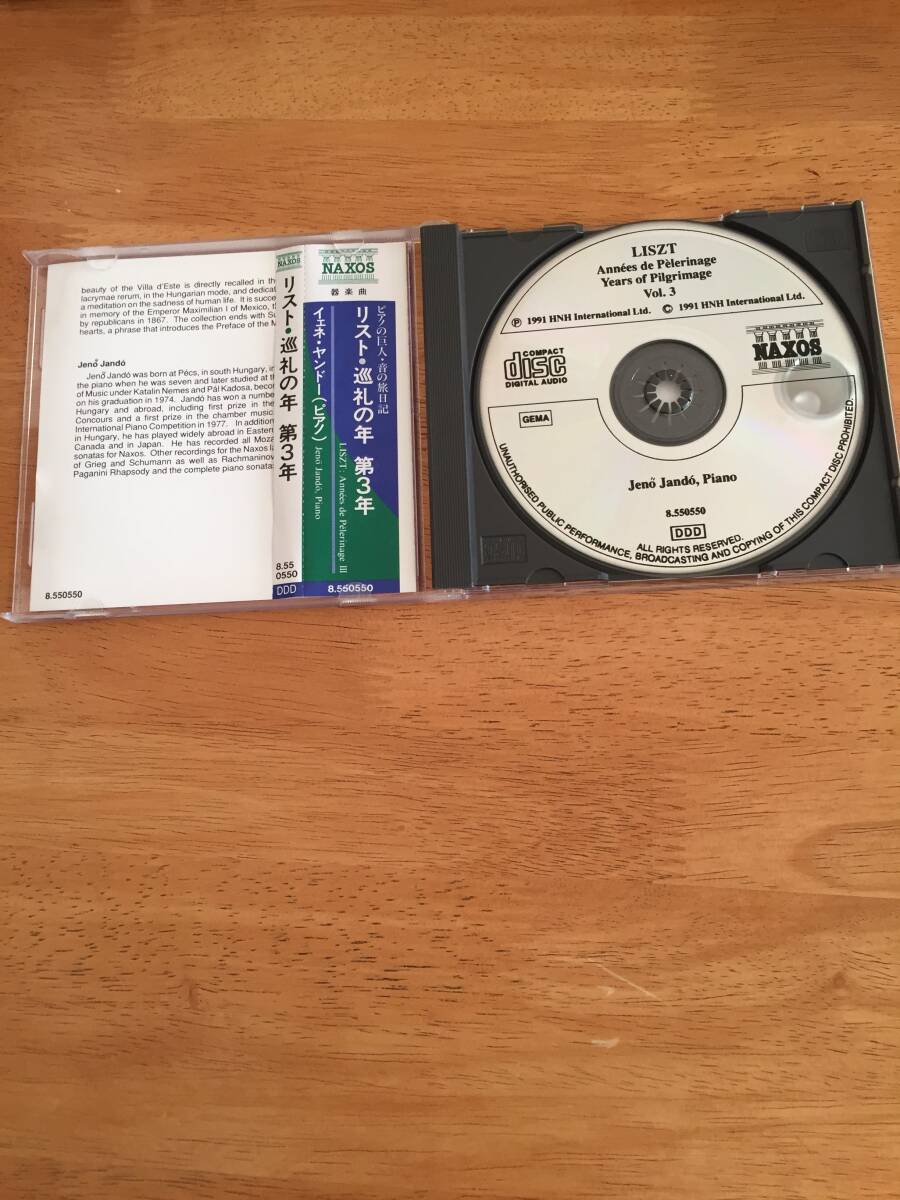 beauty of the Villa d'Este is directly recalled in
lacrymae rerum, in the Hungarian mode, and
a meditation on the sadness of human life. It is
in memory of the Emperor Maximilian I of Mexico,
by republicans in 1867. The collection ends with
hearts, a phrase that introduces the Preface of the
Jenő Jandó
Jenő Jandó was born at Pécs, in south Hungary,
the piano when he was seven and later studied at
of Music under Katalin Nemes and Pál Kadosa,
on his graduation in 1974. Jandó has won a
Hungary and abroad, including first prize in the
Concours and a first prize in the chamber music
International Piano Competition in 1977. In
in Hungary, he has played widely abroad in Eastern
Canada and in Japan. He has recorded all
sonatas for Naxos. Other recordings for the Naxos
of Grieg and Schumann as well as
Paganini Rhapsody and the complete piano
8.550550
NAXOS
リスト・巡礼の年 第3年
8.55
0550
DDD
NAXOS
器楽曲
ピアノの巨人・音の旅日記
リスト・巡礼の年 第3年
LISZT: Années de Pèlerinage III
イェネ・ヤンドー(ピアノ)
Jenő Jandó, Piano
8.550550
LISZT
Années de Pèlerinage
Years of Pilgrimage
Vol. 3
℗ 1991 HNH International Ltd. © 1991 HNH International Ltd.
COMPACT
disc
DIGITAL AUDIO
NAXOS
GEMA
Jenő Jandó, Piano
8.550550
DDD
ALL RIGHTS RESERVED.
UNAUTHORISED PUBLIC PERFORMANCE, BROADCASTING AND COPYING OF THIS COMPACT DISC PROHIBITED.